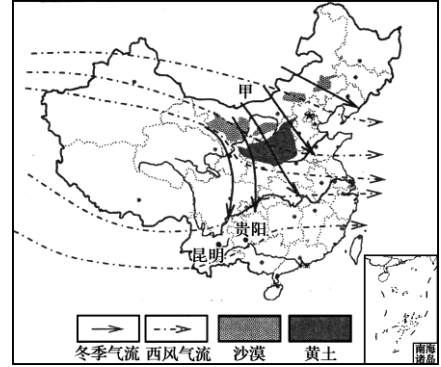 甲
贵阳
昆明
冬季气流 西风气流 沙漠 黄土
南海
诸岛